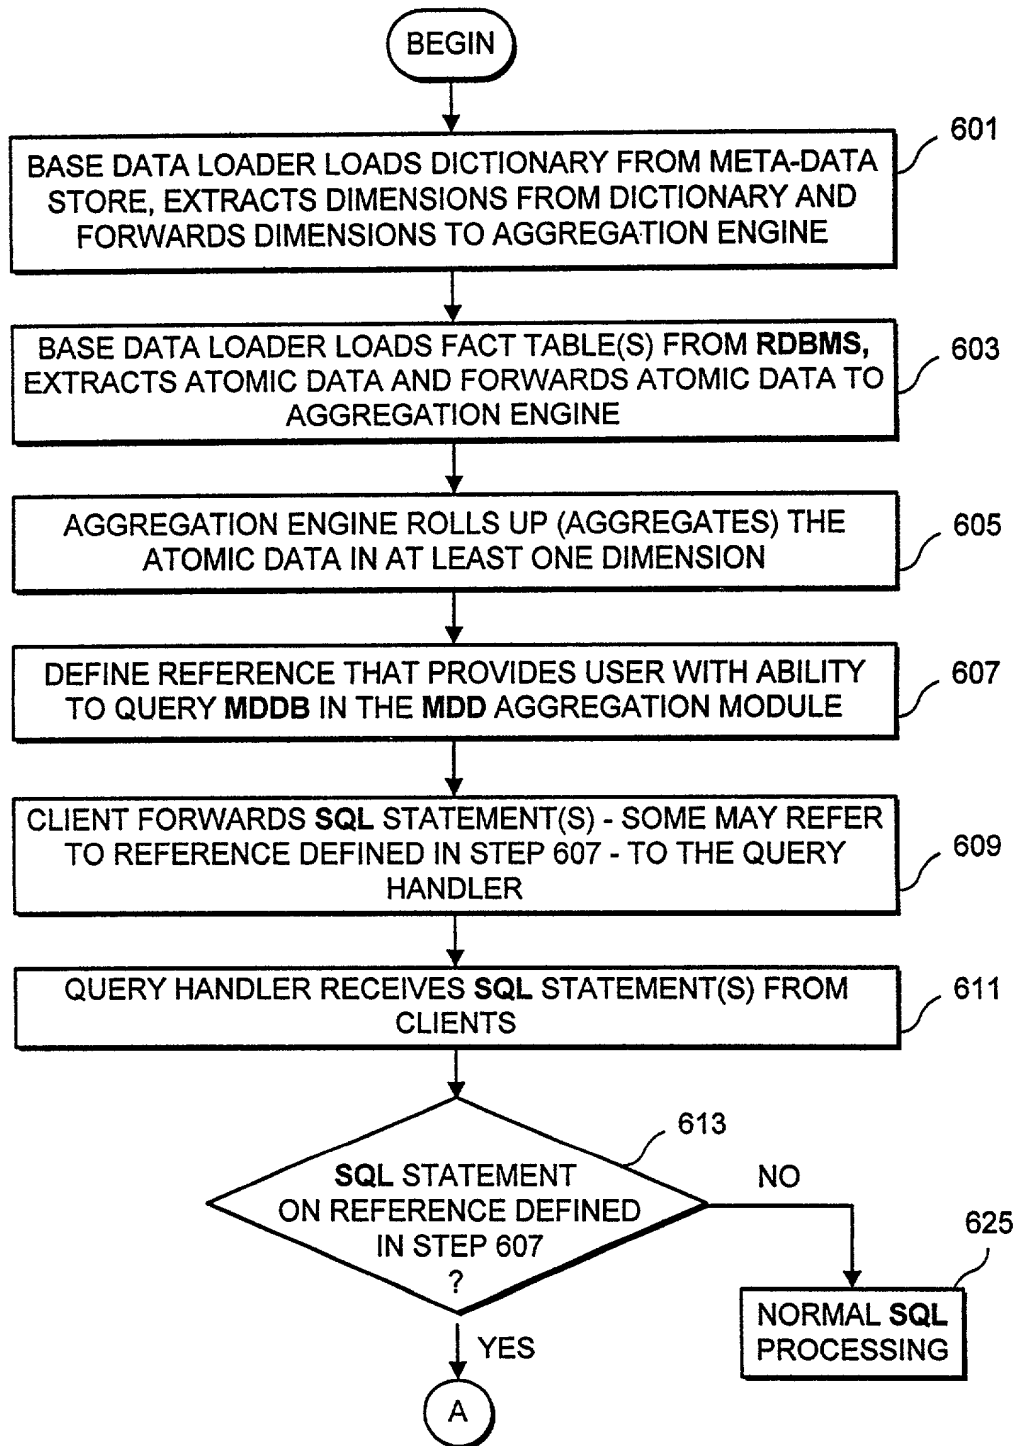 BEGIN
601
BASE DATA LOADER LOADS DICTIONARY FROM META-DATA
STORE, EXTRACTS DIMENSIONS FROM DICTIONARY AND
FORWARDS DIMENSIONS TO AGGREGATION ENGINE
BASE DATA LOADER LOADS FACT TABLE(S) FROM RDBMS,
EXTRACTS ATOMIC DATA AND FORWARDS ATOMIC DATA TO
AGGREGATION ENGINE
603
AGGREGATION ENGINE ROLLS UP (AGGREGATES) THE
ATOMIC DATA IN AT LEAST ONE DIMENSION
605
DEFINE REFERENCE THAT PROVIDES USER WITH ABILITY
TO QUERY MDDB IN THE MDD AGGREGATION MODULE
607
CLIENT FORWARDS SQL STATEMENT(S) - SOME MAY REFER
TO REFERENCE DEFINED IN STEP 607 - TO THE QUERY
HANDLER
609
QUERY HANDLER RECEIVES SQL STATEMENT(S) FROM
CLIENTS
611
613
SQL STATEMENT
ON REFERENCE DEFINED
IN STEP 607
?
NO
625
NORMAL SQL
PROCESSING
YES
A